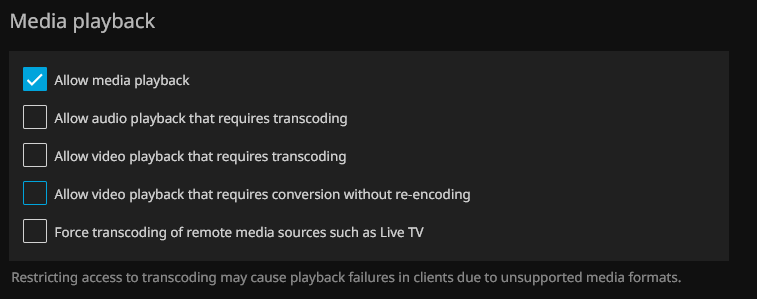 Media playback
Allow media playback
Allow audio playback that requires transcoding
Allow video playback that requires transcoding
Allow video playback that requires conversion without re-encoding
Force transcoding of remote media sources such as Live TV
Restricting access to transcoding may cause playback failures in clients due to unsupported media formats.